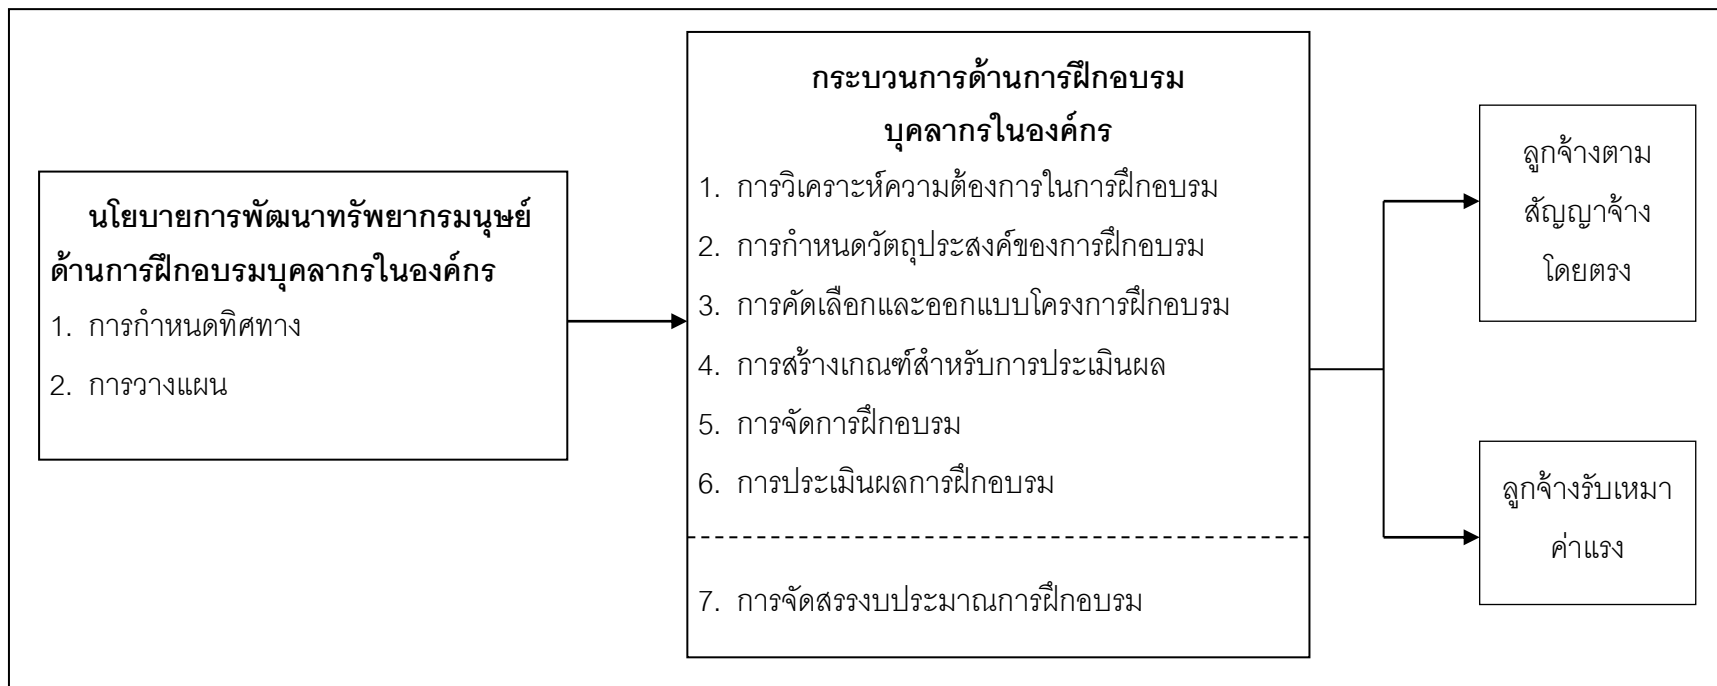 นโยบายการพัฒนาทรัพยากรมนุษย์
ด้านการฝึกอบรมบุคลากรในองค์กร
1. การกำหนดทิศทาง
2. การวางแผน
กระบวนการด้านการฝึกอบรม
บุคลากรในองค์กร
1. การวิเคราะห์ความต้องการในการฝึกอบรม
2. การกำหนดวัตถุประสงค์ของการฝึกอบรม
3. การคัดเลือกและออกแบบโครงการฝึกอบรม
4. การสร้างเกณฑ์สำหรับการประเมินผล
5. การจัดการฝึกอบรม
6. การประเมินผลการฝึกอบรม
7. การจัดสรรงบประมาณการฝึกอบรม
ลูกจ้างตาม
สัญญาจ้าง
โดยตรง
ลูกจ้างรับเหมา
ค่าแรง